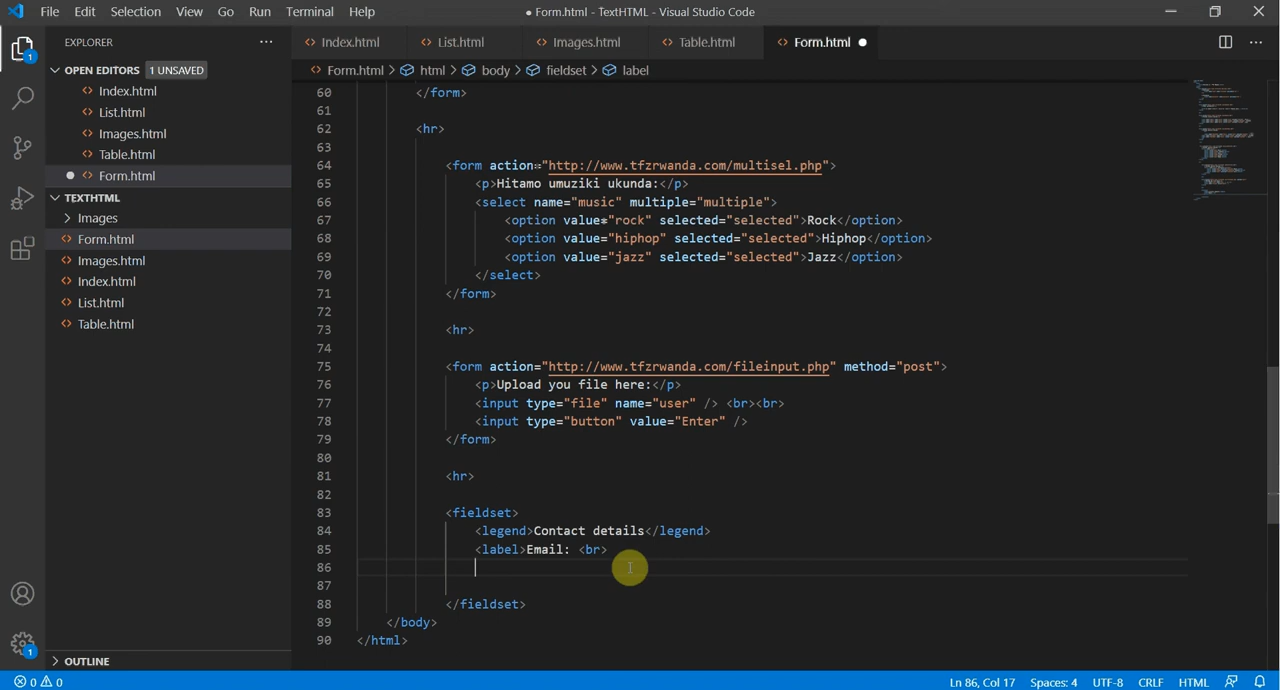 File Edit Selection View Go Run Terminal Help
● Form.html - TextHTML - Visual Studio Code
EXPLORER
OPEN EDITORS 1 UNSAVED
Index.html
List.html
Images.html
Table.html
Form.html
TEXTHTML
Images
Form.html
Images.html
Index.html
List.html
Table.html
OUTLINE
1
1
Index.html List.html Images.html Table.html Form.html
Form.html > html > body > fieldset > label
60 </form>
61
62 <hr>
63
64 <form action="http://www.tfzrwanda.com/multisel.php">
65 <p>Hitamo umuziki ukunda:</p>
66 <select name="music" multiple="multiple">
67 <option value="rock" selected="selected">Rock</option>
68 <option value="hiphop" selected="selected">Hiphop</option>
69 <option value="jazz" selected="selected">Jazz</option>
70 </select>
71 </form>
72
73 <hr>
74
75 <form action="http://www.tfzrwanda.com/fileinput.php" method="post">
76 <p>Upload you file here:</p>
77 <input type="file" name="user" /> <br><br>
78 <input type="button" value="Enter" />
79 </form>
80
81 <hr>
82
83 <fieldset>
84 <legend>Contact details</legend>
85 <label>Email: <br>
86
87
88 </fieldset>
89 </body>
90 </html>
0 0 Ln 86, Col 17 Spaces: 4 UTF-8 CRLF HTML